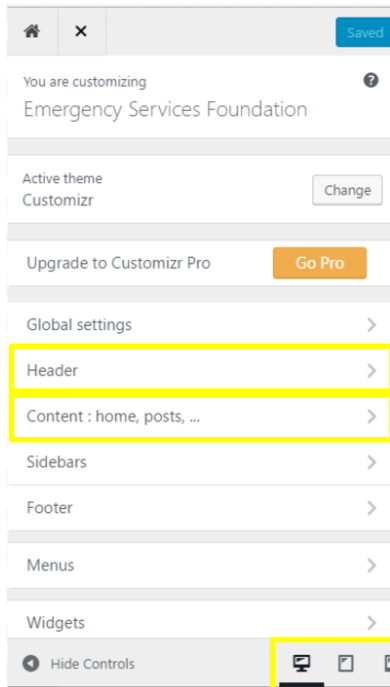 Saved
You are customizing
Emergency Services Foundation
Active theme
Customizr
Change
Upgrade to Customizr Pro
Go Pro
Global settings
Header
Content : home, posts, ...
Sidebars
Footer
Menus
Widgets
Hide Controls